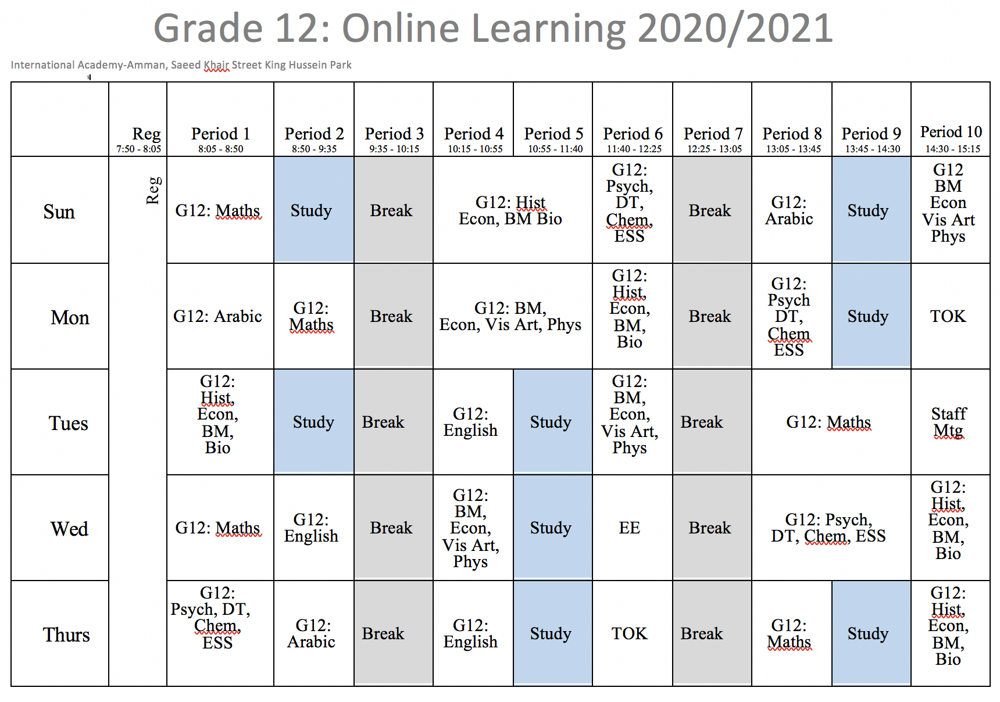 Grade 12: Online Learning 2020/2021
International Academy-Amman, Saeed Khair Street King Hussein Park
s
Reg
7:50 - 8:05
Period 1
8:05 - 8:50
Period 2
8:50 - 9:35
Period 3
9:35 - 10:15
Period 4
10:15 - 10:55
Period 5
10:55 - 11:40
Period 6
11:40 - 12:25
Period 7
12:25 - 13:05
Period 8
13:05 - 13:45
Period 9
13:45 - 14:30
Period 10
14:30 - 15:15
Sun
Reg
G12: Maths
Study
Break
G12: Hist
Econ, BM Bio
G12:
Psych,
DT,
Chem,
ESS
Break
G12:
Arabic
Study
G12
BM
Econ
Vis Art
Phys
Mon
G12: Arabic
G12:
Maths
Break
G12: BM,
Econ, Vis Art, Phys
G12:
Hist,
Econ,
BM,
Bio
Break
G12:
Psych
DT,
Chem
ESS
Study
TOK
Tues
G12:
Hist,
Econ,
BM,
Bio
Study
Break
G12:
English
Study
G12:
BM,
Econ,
Vis Art,
Phys
Break
G12: Maths
Staff
Mtg
Wed
G12: Maths
G12:
English
Break
G12:
BM,
Econ,
Vis Art,
Phys
Study
EE
Break
G12: Psych,
DT, Chem, ESS
G12:
Hist,
Econ,
BM,
Bio
Thurs
G12:
Psych, DT,
Chem,
ESS
G12:
Arabic
Break
G12:
English
Study
TOK
Break
G12:
Maths
Study
G12:
Hist,
Econ,
BM,
Bio